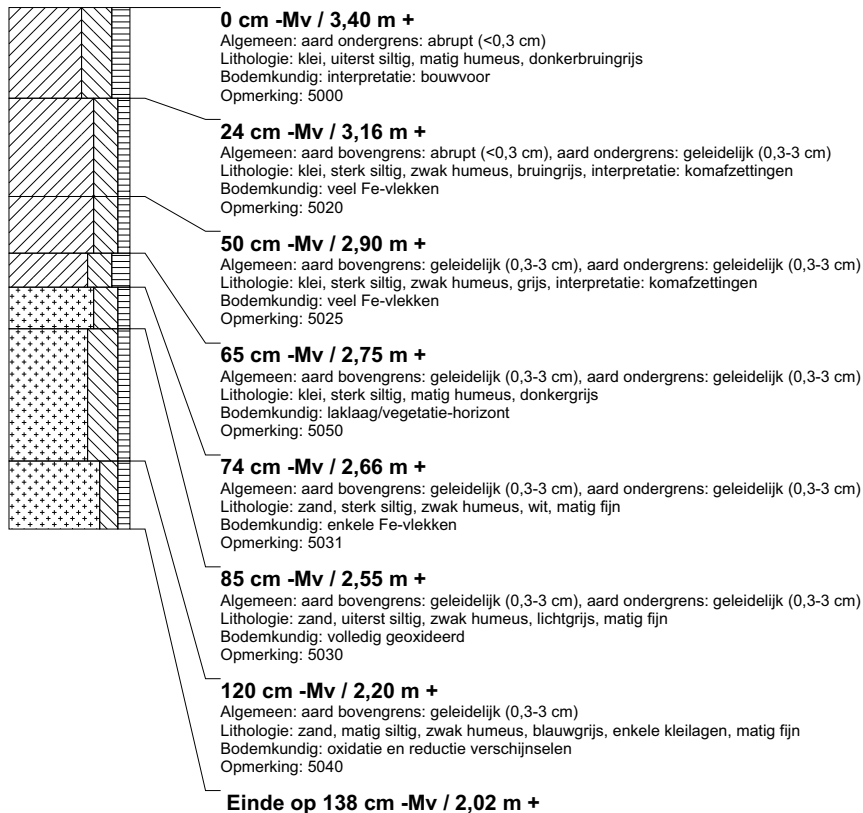 0 cm -Mv / 3,40 m +
Algemeen: aard ondergrens: abrupt (<0,3 cm)
Lithologie: klei, uiterst siltig, matig humeus, donkerbruingrijs
Bodemkundig: interpretatie: bouwvoor
Opmerking: 5000
24 cm -Mv / 3,16 m +
Algemeen: aard bovengrens: abrupt (<0,3 cm), aard ondergrens: geleidelijk (0,3-3 cm)
Lithologie: klei, sterk siltig, zwak humeus, bruingrijs, interpretatie: komafzettingen
Bodemkundig: veel Fe-vlekken
Opmerking: 5020
50 cm -Mv / 2,90 m +
Algemeen: aard bovengrens: geleidelijk (0,3-3 cm), aard ondergrens: geleidelijk (0,3-3 cm)
Lithologie: klei, sterk siltig, zwak humeus, grijs, interpretatie: komafzettingen
Bodemkundig: veel Fe-vlekken
Opmerking: 5025
65 cm -Mv / 2,75 m +
Algemeen: aard bovengrens: geleidelijk (0,3-3 cm), aard ondergrens: geleidelijk (0,3-3 cm)
Lithologie: klei, sterk siltig, matig humeus, donkergrijs
Bodemkundig: laklaag/vegetatie-horizont
Opmerking: 5050
74 cm -Mv / 2,66 m +
Algemeen: aard bovengrens: geleidelijk (0,3-3 cm), aard ondergrens: geleidelijk (0,3-3 cm)
Lithologie: zand, sterk siltig, zwak humeus, wit, matig fijn
Bodemkundig: enkele Fe-vlekken
Opmerking: 5031
85 cm -Mv / 2,55 m +
Algemeen: aard bovengrens: geleidelijk (0,3-3 cm), aard ondergrens: geleidelijk (0,3-3 cm)
Lithologie: zand, uiterst siltig, zwak humeus, lichtgrijs, matig fijn
Bodemkundig: volledig geoxideerd
Opmerking: 5030
120 cm -Mv / 2,20 m +
Algemeen: aard bovengrens: geleidelijk (0,3-3 cm)
Lithologie: zand, matig siltig, zwak humeus, blauwgrijs, enkele kleilagen, matig fijn
Bodemkundig: oxidatie en reductie verschijnselen
Opmerking: 5040
Einde op 138 cm -Mv / 2,02 m +